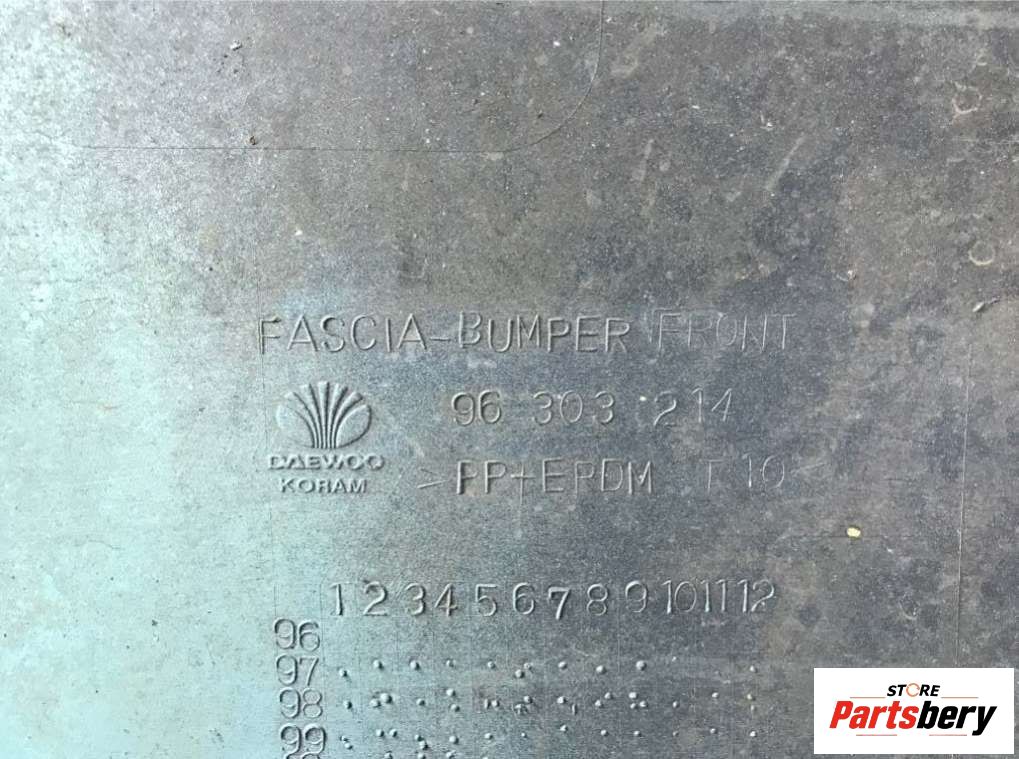 FASCIA-BUMPER FRONT
96 303 214
DAEWOO
KORAM
>PP+EPDM T10<
1 2 3 4 5 6 7 8 9 10 11 12
96
97
98
99
STORE
Partsbery